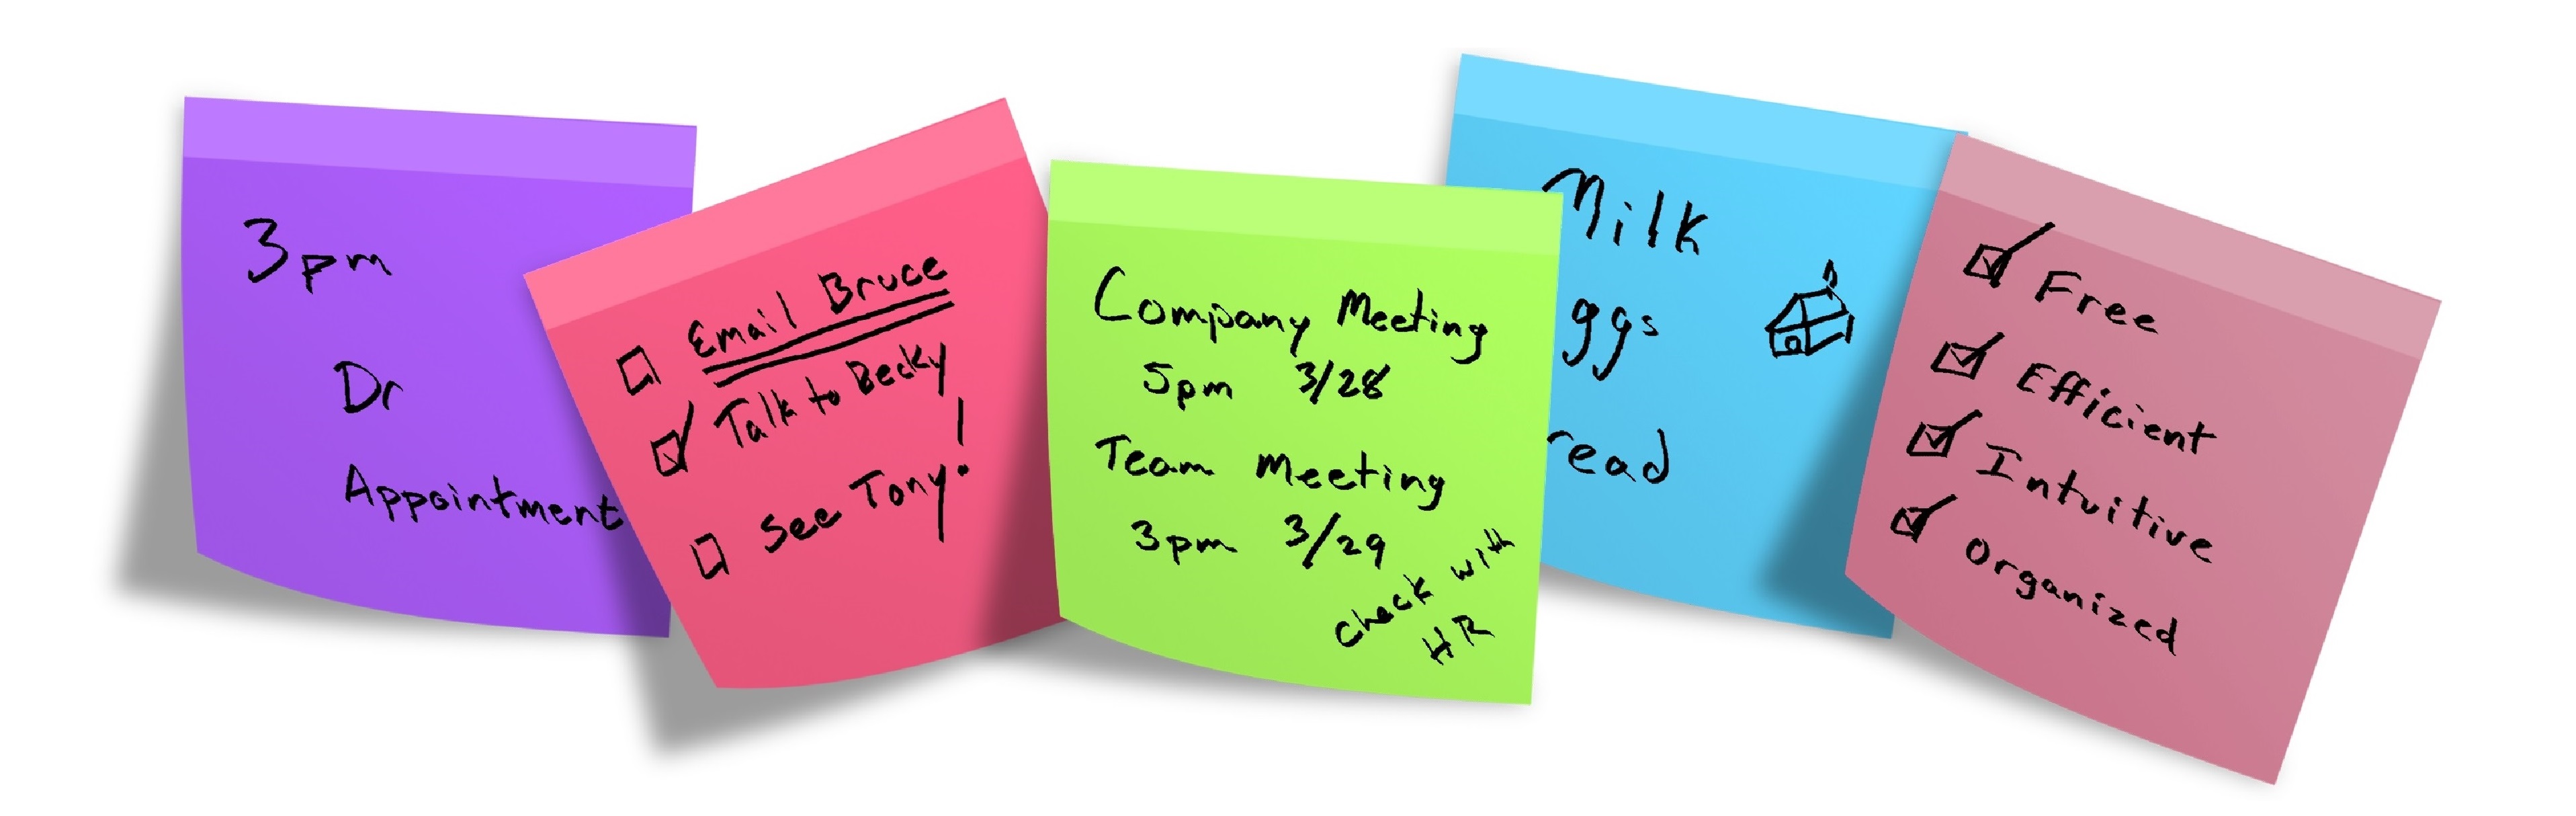 3pm
Dr
Appointment
Email Bruce
Talk to Becky
See Tony!
Company Meeting
5pm 3/28
Team Meeting
3pm 3/29
check with
HR
Milk
ggs
read
Free
Efficient
Intuitive
Organized